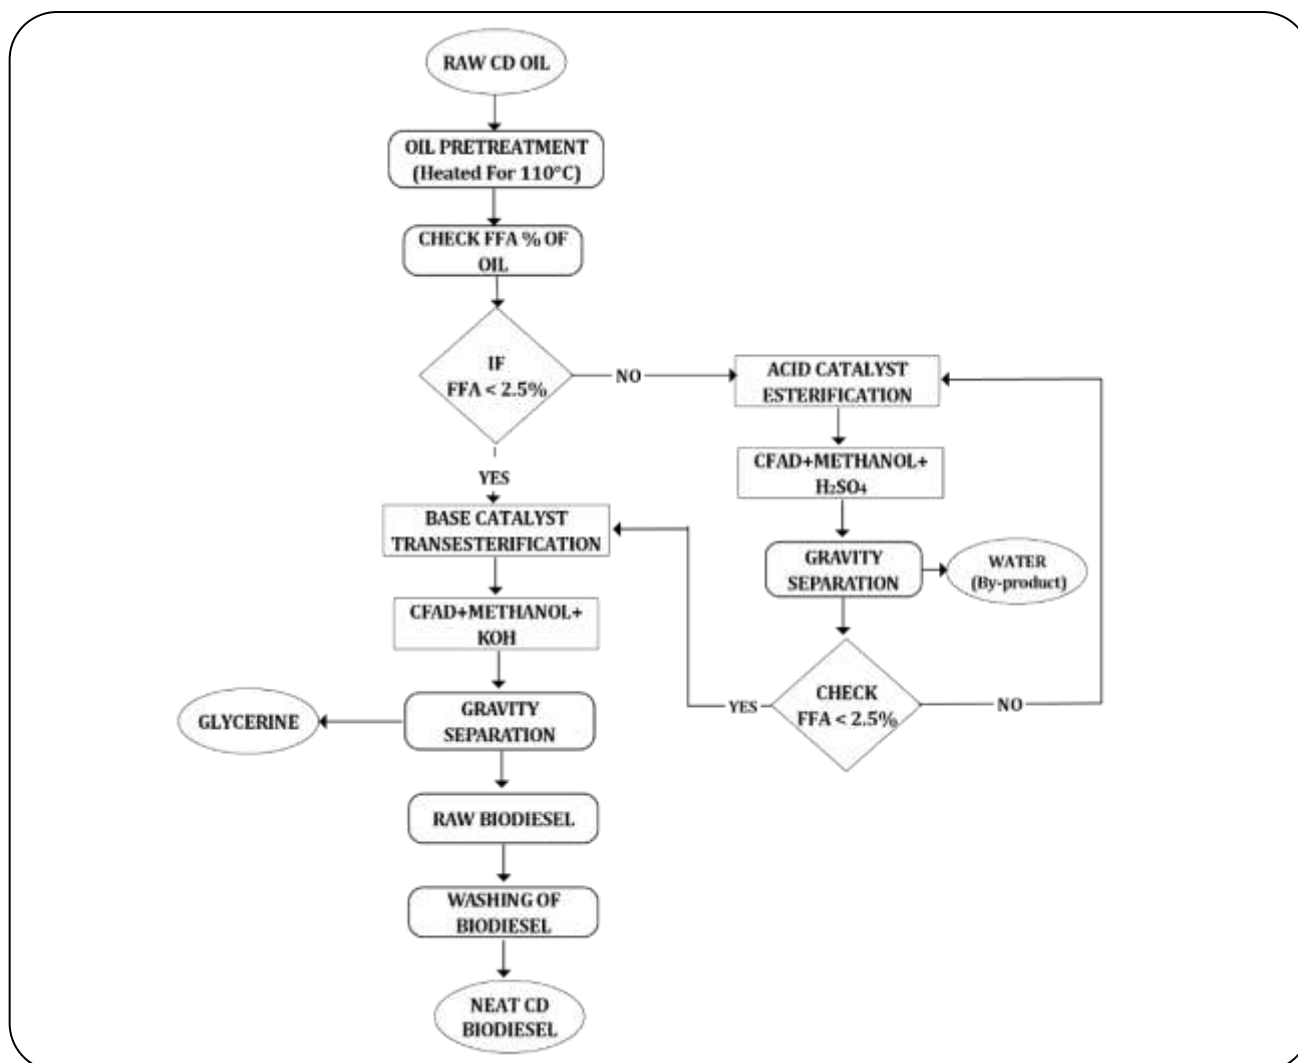 RAW CD OIL
OIL PRETREATMENT
(Heated For 110°C)
CHECK FFA % OF
OIL
IF
FFA < 2.5%
NO
ACID CATALYST
ESTERIFICATION
CFAD+METHANOL+
H₂SO₄
YES
BASE CATALYST
TRANSESTERIFICATION
GRAVITY
SEPARATION
WATER
(By-product)
CFAD+METHANOL+
KOH
CHECK
FFA < 2.5%
YES
NO
GLYCERINE
GRAVITY
SEPARATION
RAW BIODIESEL
WASHING OF
BIODIESEL
NEAT CD
BIODIESEL